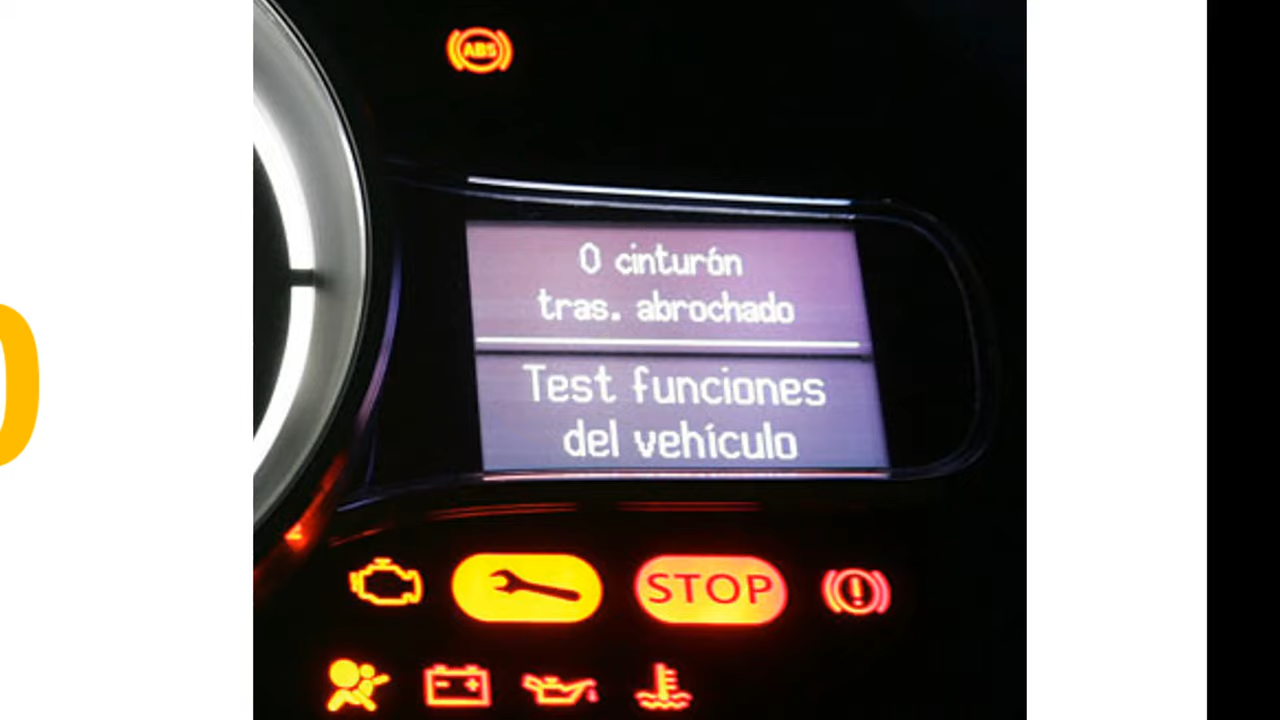 ABS
0 cinturón
tras. abrochado
Test funciones
del vehículo
STOP